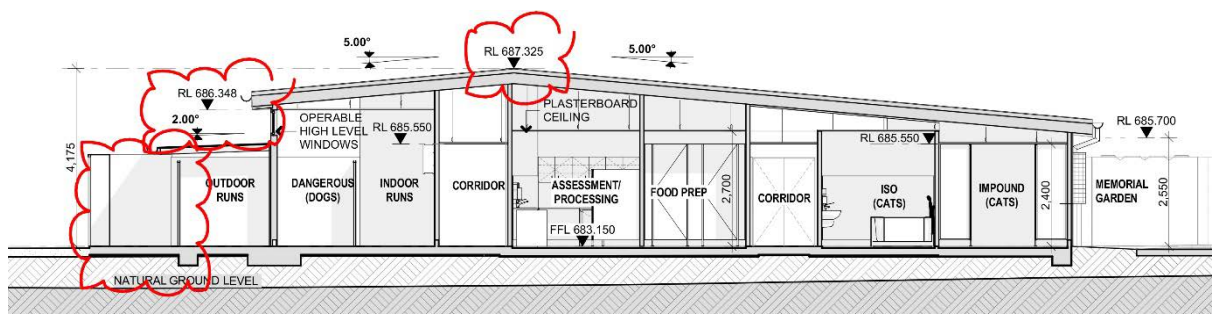 5.00°
RL 687.325
5.00°
RL 686.348
2.00°
4,175
OPERABLE
HIGH LEVEL
WINDOWS
RL 685.550
PLASTERBOARD
CEILING
RL 685.550
RL 685.700
OUTDOOR
RUNS
DANGEROUS
(DOGS)
INDOOR
RUNS
CORRIDOR
ASSESSMENT/
PROCESSING
FOOD PREP
2,700
CORRIDOR
ISO
(CATS)
IMPOUND
(CATS)
2,400
MEMORIAL
GARDEN
2,550
FFL 683.150
NATURAL GROUND LEVEL